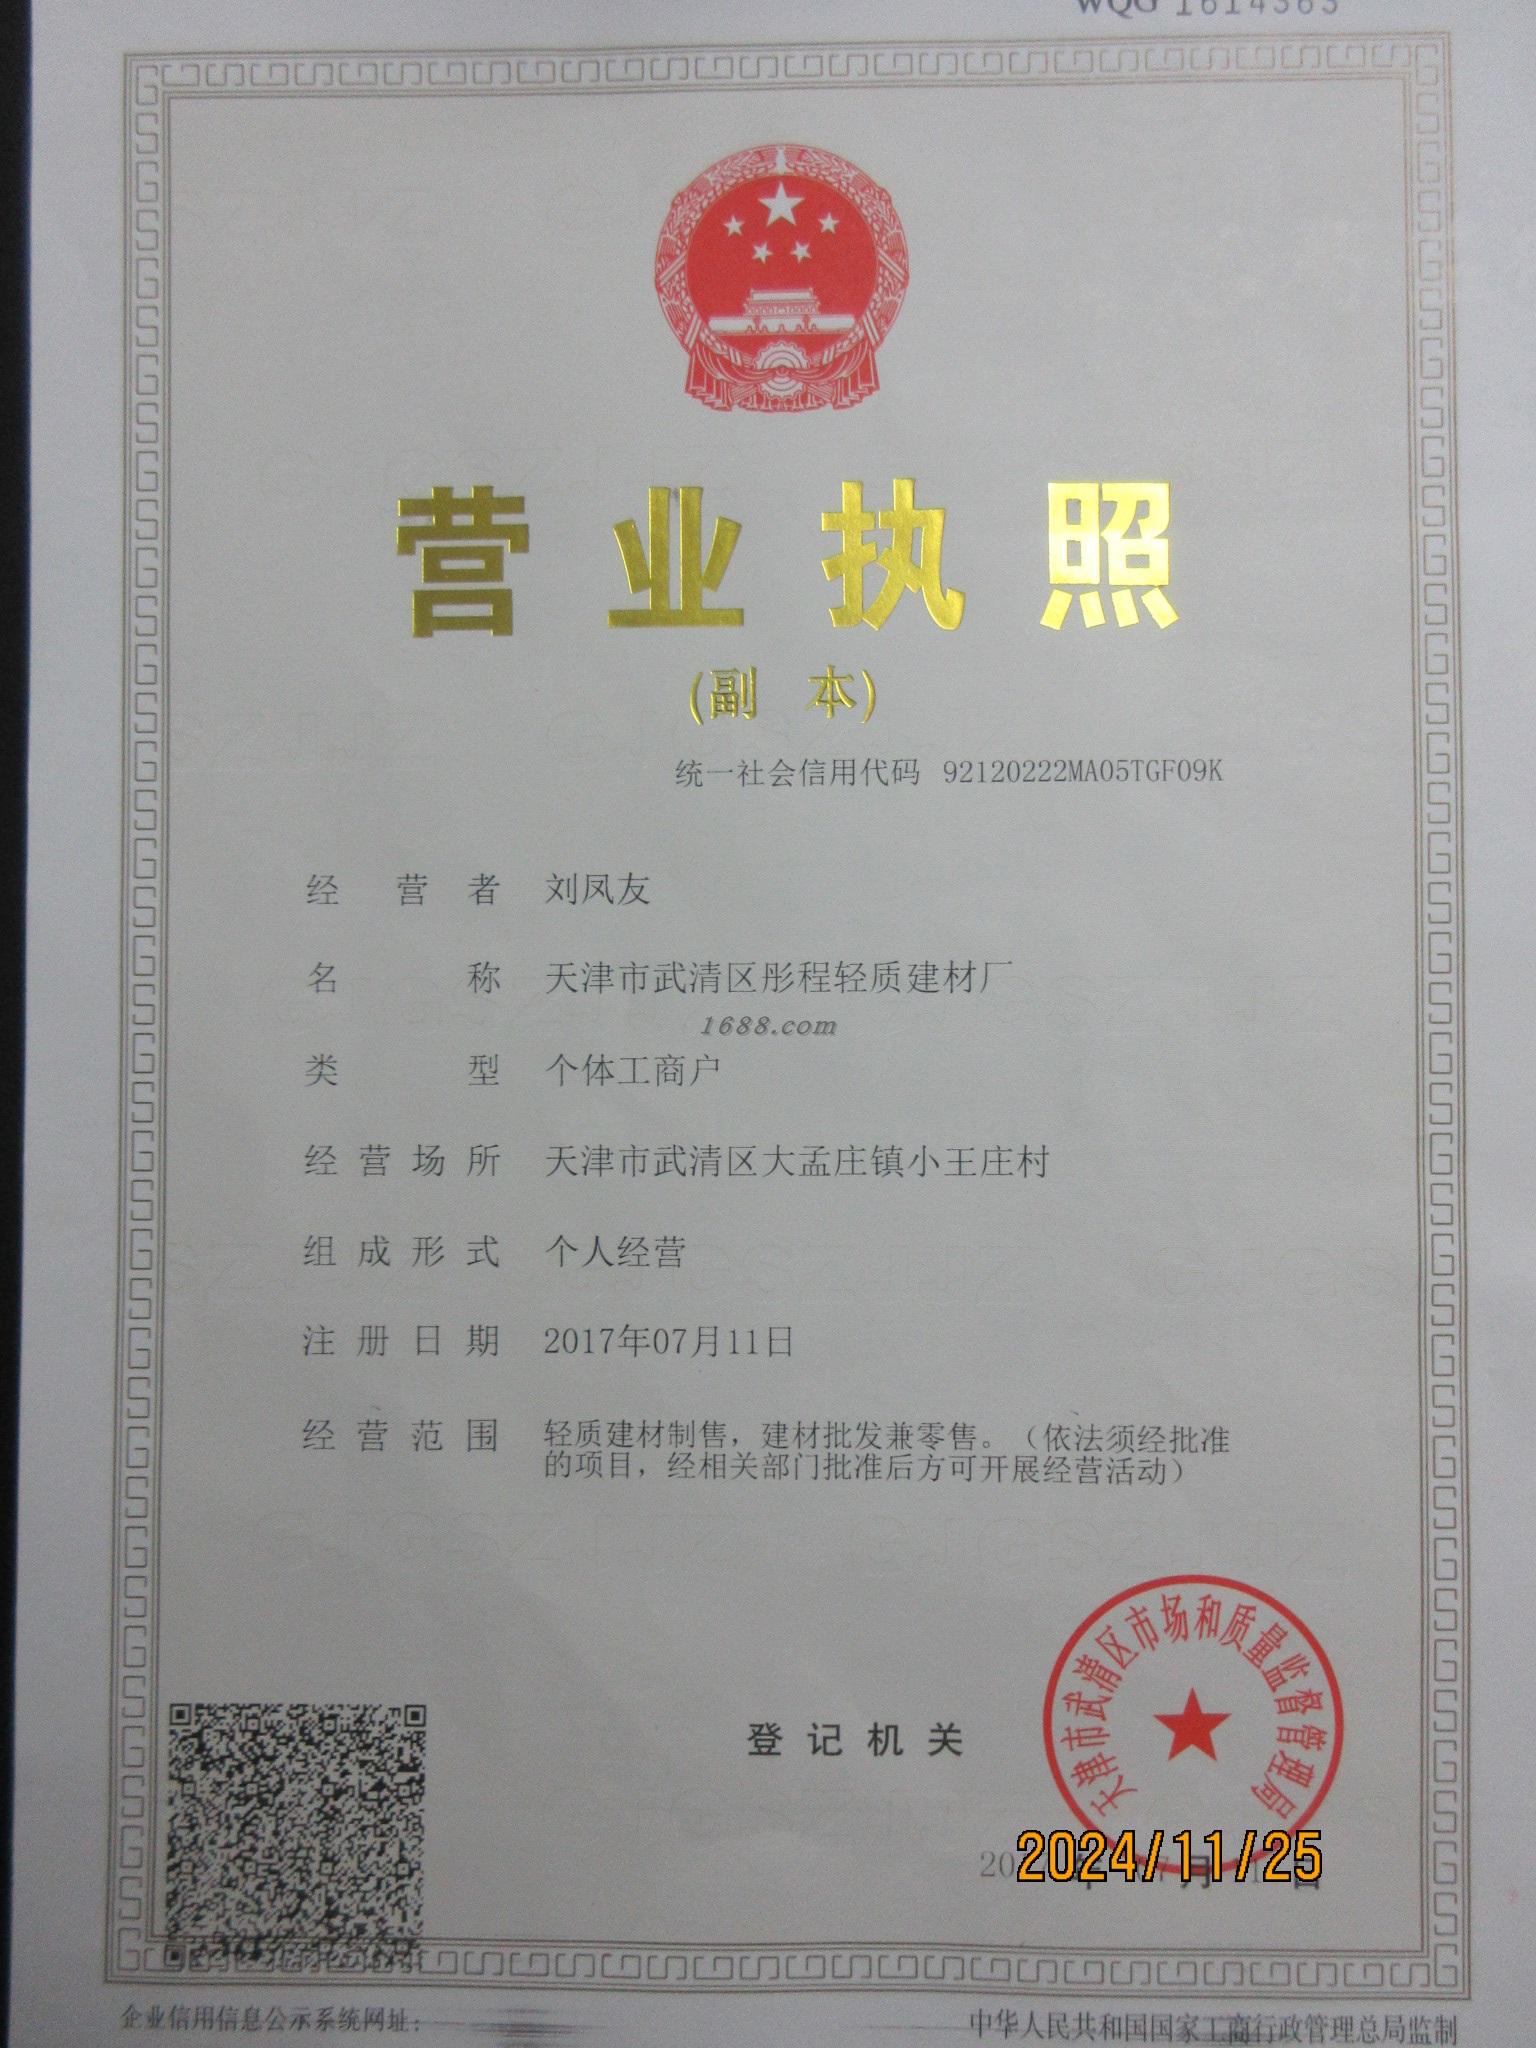 WQG 1614363
营业执照
(副 本)
统一社会信用代码 92120222MA05TGF09K
经营者 刘凤友
名称 天津市武清区彤程轻质建材厂
1688.com
类型 个体工商户
经营场所 天津市武清区大孟庄镇小王庄村
组成形式 个人经营
注册日期 2017年07月11日
经营范围 轻质建材制售，建材批发兼零售。（依法须经批准
的项目，经相关部门批准后方可开展经营活动）
登记机关
天津市武清区市场和质量监督管理局
2024/11/25
企业信用信息公示系统网址：
中华人民共和国国家工商行政管理总局监制